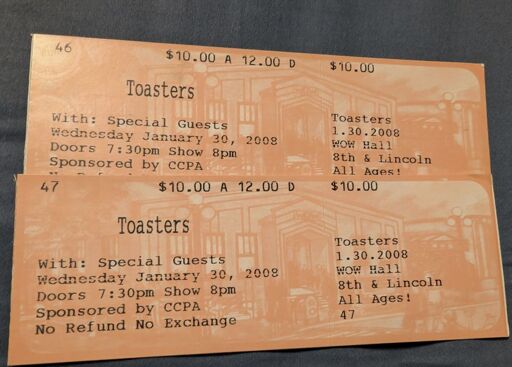 46
$10.00 A 12.00 D $10.00
Toasters
With: Special Guests
Wednesday January 30, 2008
Doors 7:30pm Show 8pm
Sponsored by CCPA
Toasters
1.30.2008
WOW Hall
8th & Lincoln
All Ages!
47
$10.00 A 12.00 D $10.00
Toasters
With: Special Guests
Wednesday January 30, 2008
Doors 7:30pm Show 8pm
Sponsored by CCPA
No Refund No Exchange
Toasters
1.30.2008
WOW Hall
8th & Lincoln
All Ages!
47